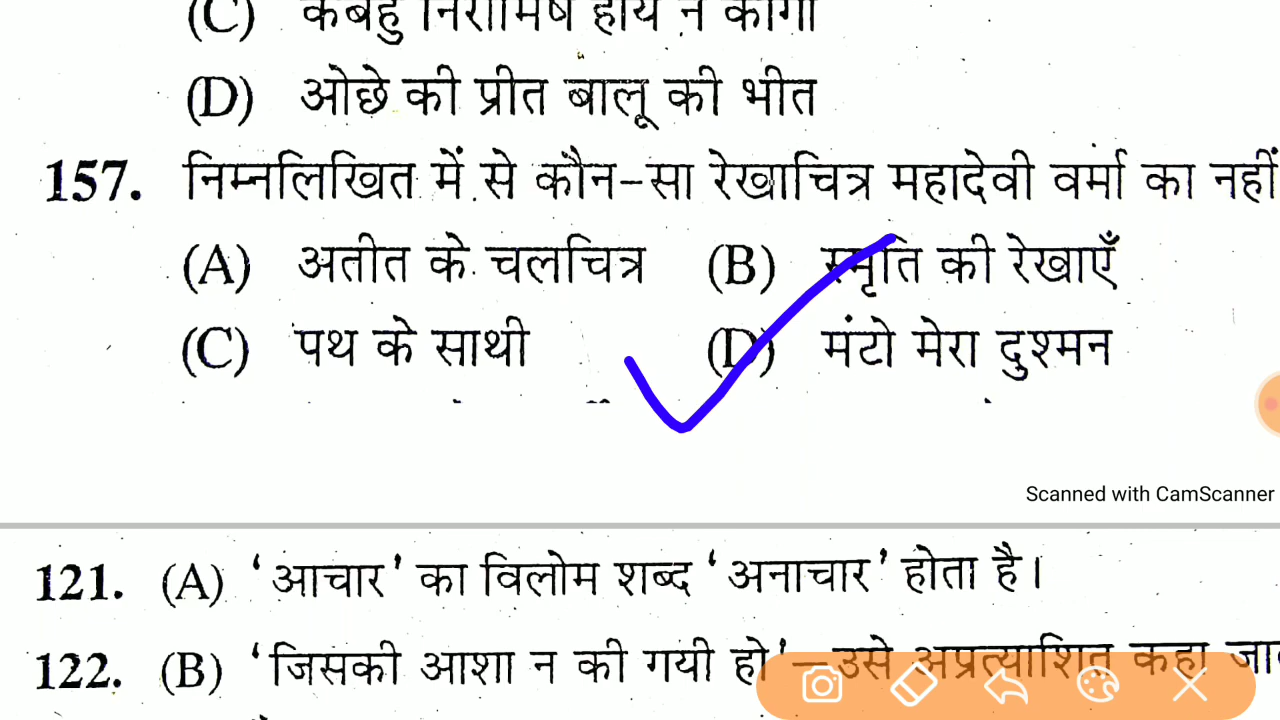 (C) कबहु निरामिष होय न कागा
(D) ओछे की प्रीत बालू की भीत
157. निम्नलिखित में से कौन-सा रेखाचित्र महादेवी वर्मा का नहीं
(A) अतीत के चलचित्र (B) स्मृति की रेखाएँ
(C) पथ के साथी (D) मंटो मेरा दुश्मन
Scanned with CamScanner
121. (A) 'आचार' का विलोम शब्द 'अनाचार' होता है।
122. (B) 'जिसकी आशा न की गयी हो'–उसे अप्रत्याशित कहा